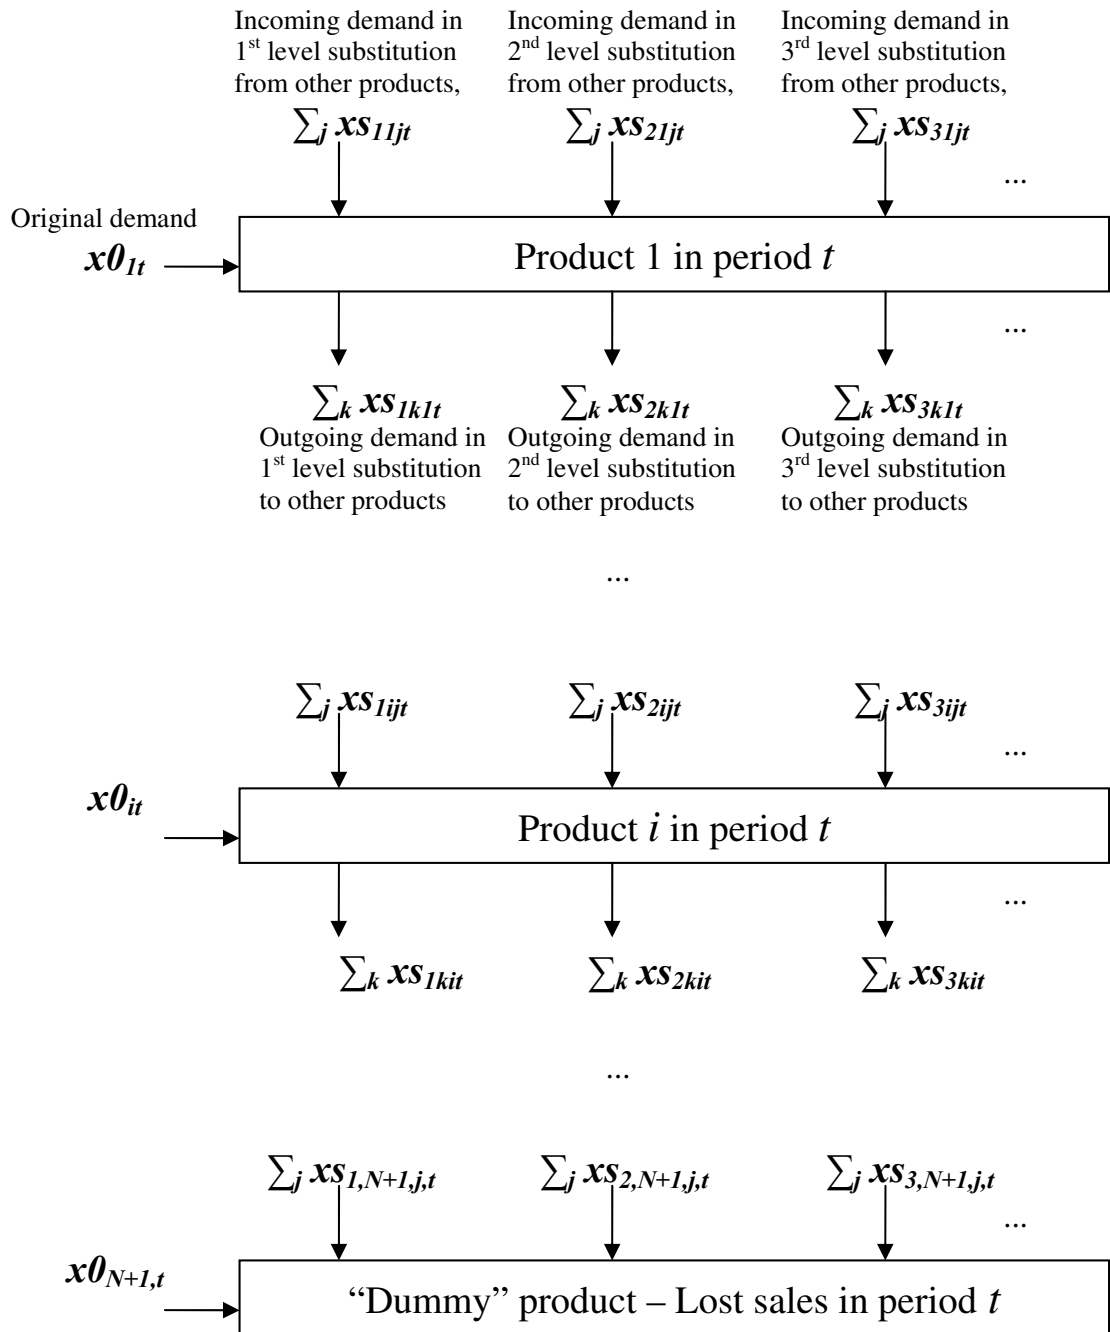 Incoming demand in Incoming demand in Incoming demand in
1st level substitution 2nd level substitution 3rd level substitution
from other products, from other products, from other products,
∑j xs11jt ∑j xs21jt ∑j xs31jt
...
Original demand
x01t Product 1 in period t
...
∑k xs1k1t ∑k xs2k1t ∑k xs3k1t
Outgoing demand in Outgoing demand in Outgoing demand in
1st level substitution 2nd level substitution 3rd level substitution
to other products to other products to other products
...
∑j xs1ijt ∑j xs2ijt ∑j xs3ijt
...
x0it Product i in period t
...
∑k xs1kit ∑k xs2kit ∑k xs3kit
...
∑j xs1,N+1,j,t ∑j xs2,N+1,j,t ∑j xs3,N+1,j,t
...
x0N+1,t “Dummy” product – Lost sales in period t